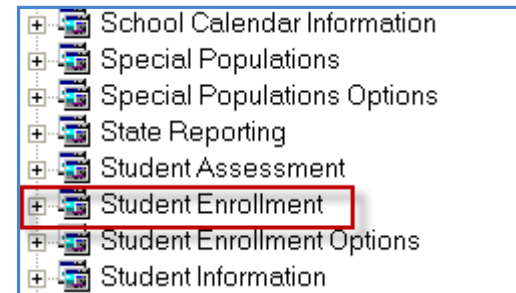 School Calendar Information
Special Populations
Special Populations Options
State Reporting
Student Assessment
Student Enrollment
Student Enrollment Options
Student Information